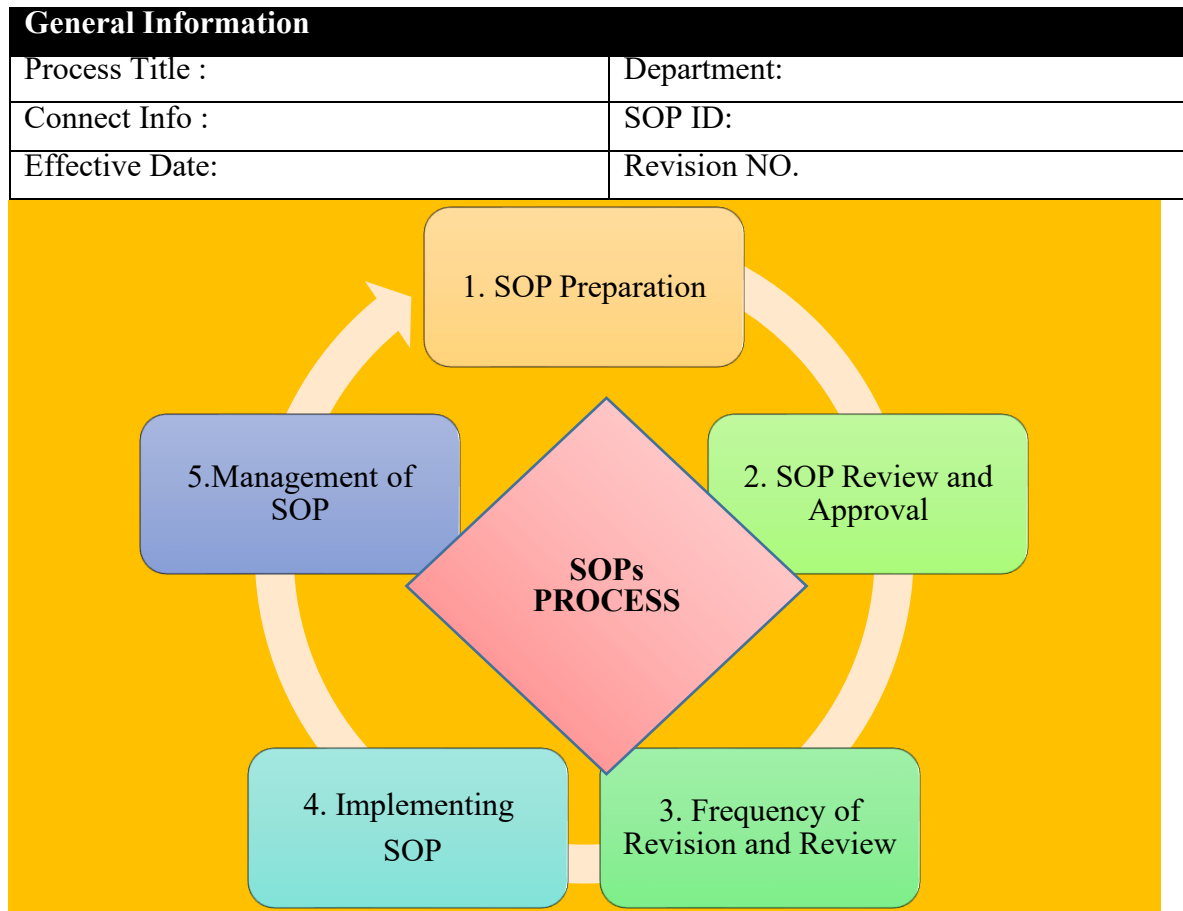 General Information
Process Title :
Department:
Connect Info :
SOP ID:
Effective Date:
Revision NO.
1. SOP Preparation
2. SOP Review and
Approval
3. Frequency of
Revision and Review
4. Implementing
SOP
5.Management of
SOP
SOPs
PROCESS